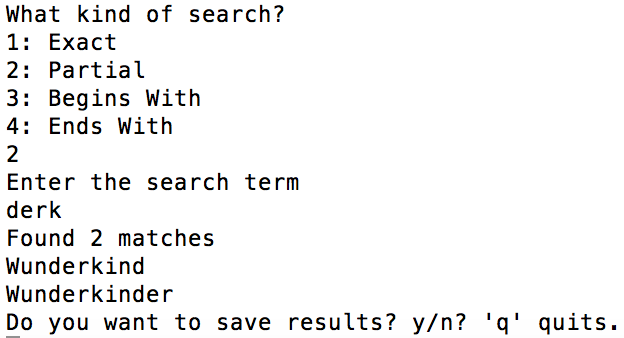 What kind of search?
1: Exact
2: Partial
3: Begins With
4: Ends With
2
Enter the search term
derk
Found 2 matches
Wunderkind
Wunderkinder
Do you want to save results? y/n? 'q' quits.